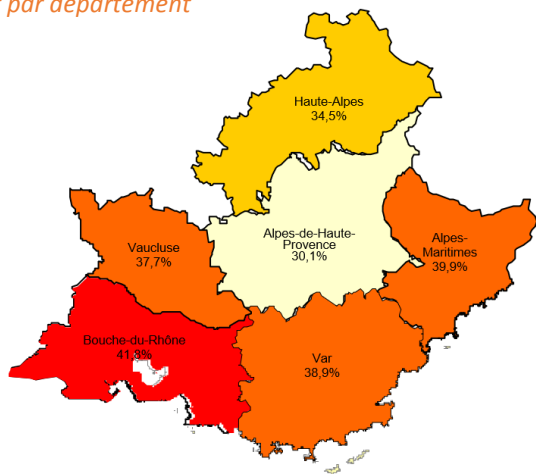 par département
Haute-Alpes
34,5%
Alpes-de-Haute-
Provence
30,1%
Alpes-
Maritimes
39,9%
Vaucluse
37,7%
Bouche-du-Rhône
41,8%
Var
38,9%